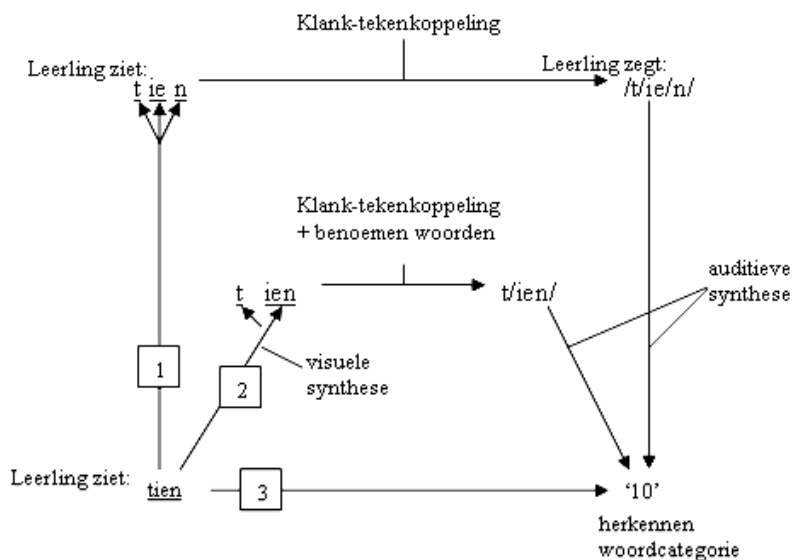 Klank-tekenkoppeling
Leerling ziet:
t ie n
Leerling zegt:
/t/ie/n/
Klank-tekenkoppeling
+ benoemen woorden
t ien
t/ien/
auditieve
synthese
visuele
synthese
1
2
Leerling ziet:
tien
3
‘10’
herkennen
woordcategorie